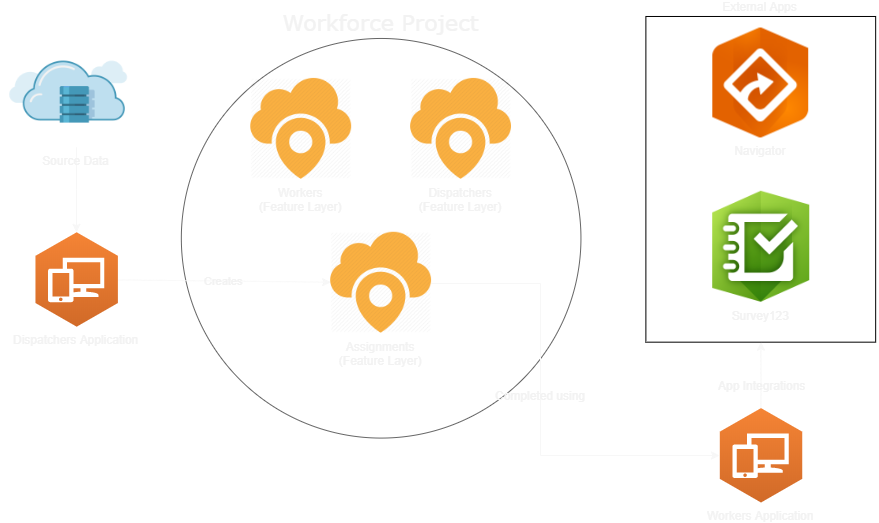 Workforce Project
External Apps
Source Data
Workers
(Feature Layer)
Dispatchers
(Feature Layer)
Navigator
Creates
Assignments
(Feature Layer)
Dispatchers Application
Survey123
Completed using
App Integrations
Workers Application